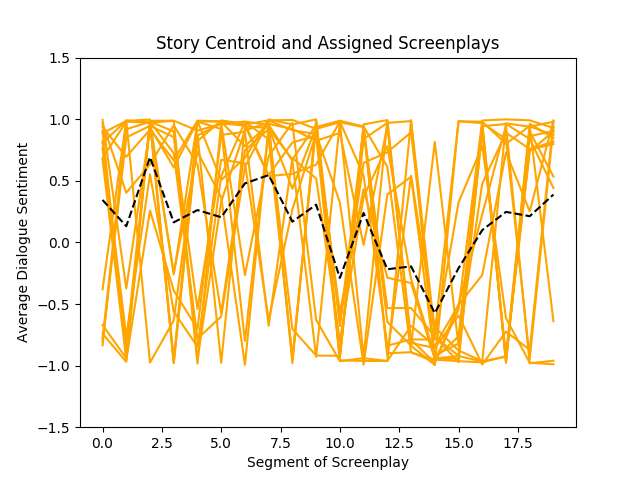 Story Centroid and Assigned Screenplays
1.5
1.0
0.5
0.0
−0.5
−1.0
−1.5
Average Dialogue Sentiment
0.0 2.5 5.0 7.5 10.0 12.5 15.0 17.5
Segment of Screenplay